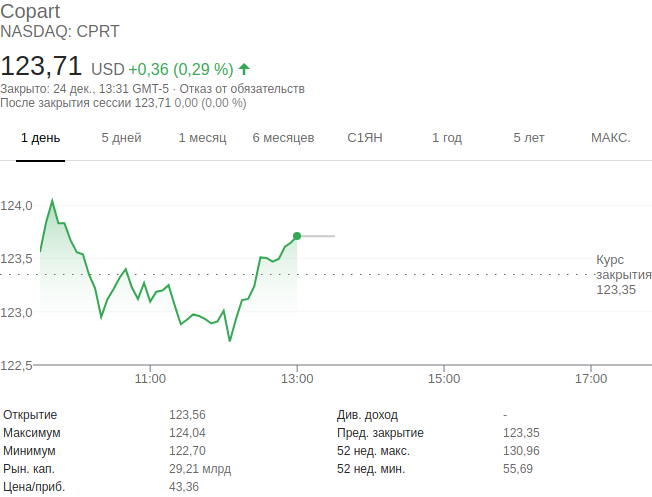 Copart
NASDAQ: CPRT
123,71 USD +0,36 (0,29 %)
Закрыто: 24 дек., 13:31 GMT-5 · Отказ от обязательств
После закрытия сессии 123,71 0,00 (0,00 %)
1 день 5 дней 1 месяц 6 месяцев С1ЯН 1 год 5 лет МАКС.
124,0
123,5
123,0
122,5
Курс
закрытия
123,35
11:00 13:00 15:00 17:00
Открытие 123,56 Див. доход -
Максимум 124,04 Пред. закрытие 123,35
Минимум 122,70 52 нед. макс. 130,96
Рын. кап. 29,21 млрд 52 нед. мин. 55,69
Цена/приб. 43,36